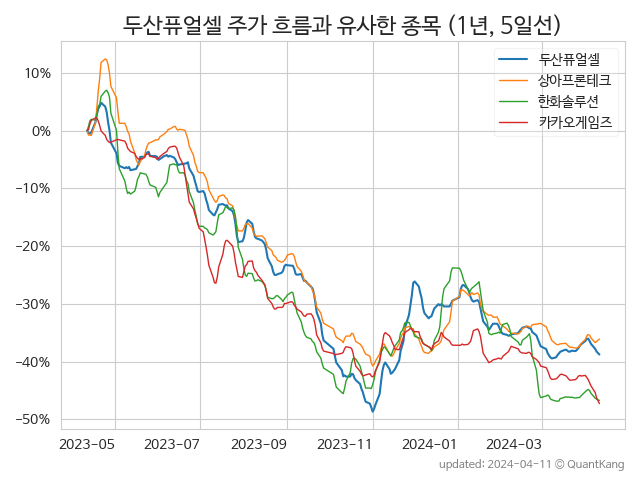 두산퓨얼셀 주가 흐름과 유사한 종목 (1년, 5일선)
두산퓨얼셀
상아프론테크
한화솔루션
카카오게임즈
10%
0%
−10%
−20%
−30%
−40%
−50%
2023−05 2023−07 2023−09 2023−11 2024−01 2024−03
updated: 2024−04−11 © QuantKang